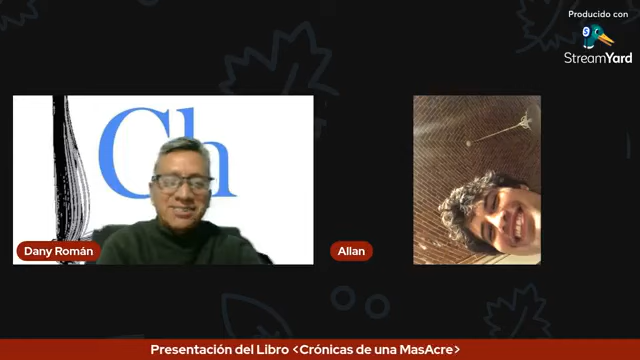 Producido con
StreamYard
Ch
Dany Román
Allan
Presentación del Libro <Crónicas de una MasAcre>